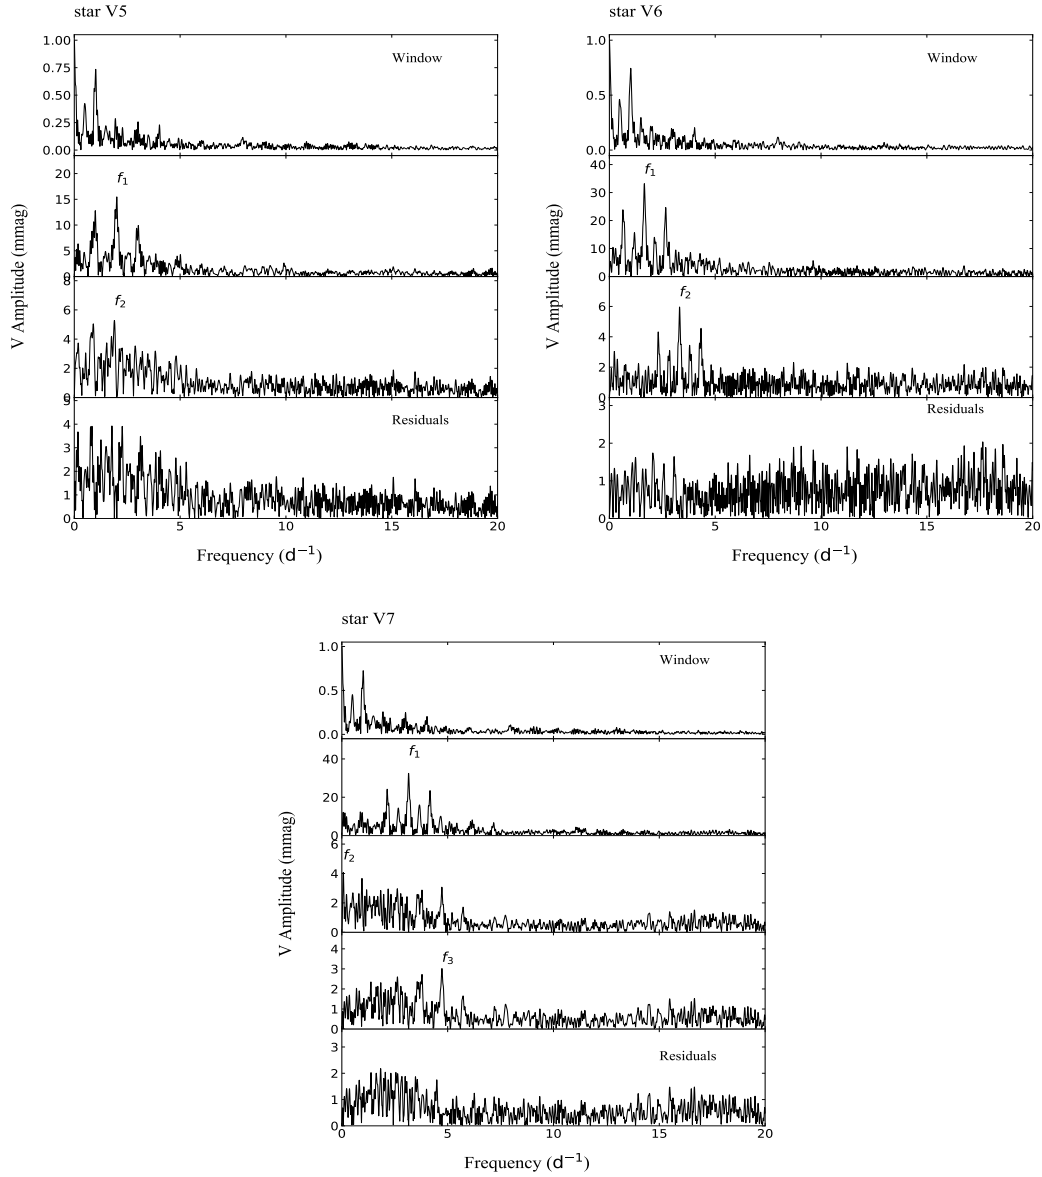 star V5
Window
1.00
0.75
0.50
0.25
0.00
f1
20
15
10
5
0
f2
8
6
4
2
0
Residuals
5
4
3
2
1
0
0 5 10 15 20
V Amplitude (mmag)
Frequency (d−1)
star V6
Window
1.0
0.5
0.0
f1
40
30
20
10
0
f2
8
6
4
2
0
Residuals
3
2
1
0
0 5 10 15 20
V Amplitude (mmag)
Frequency (d−1)
star V7
Window
1.0
0.5
0.0
f1
40
20
0
f2
6
4
2
0
f3
4
3
2
1
0
Residuals
3
2
1
0
0 5 10 15 20
V Amplitude (mmag)
Frequency (d−1)